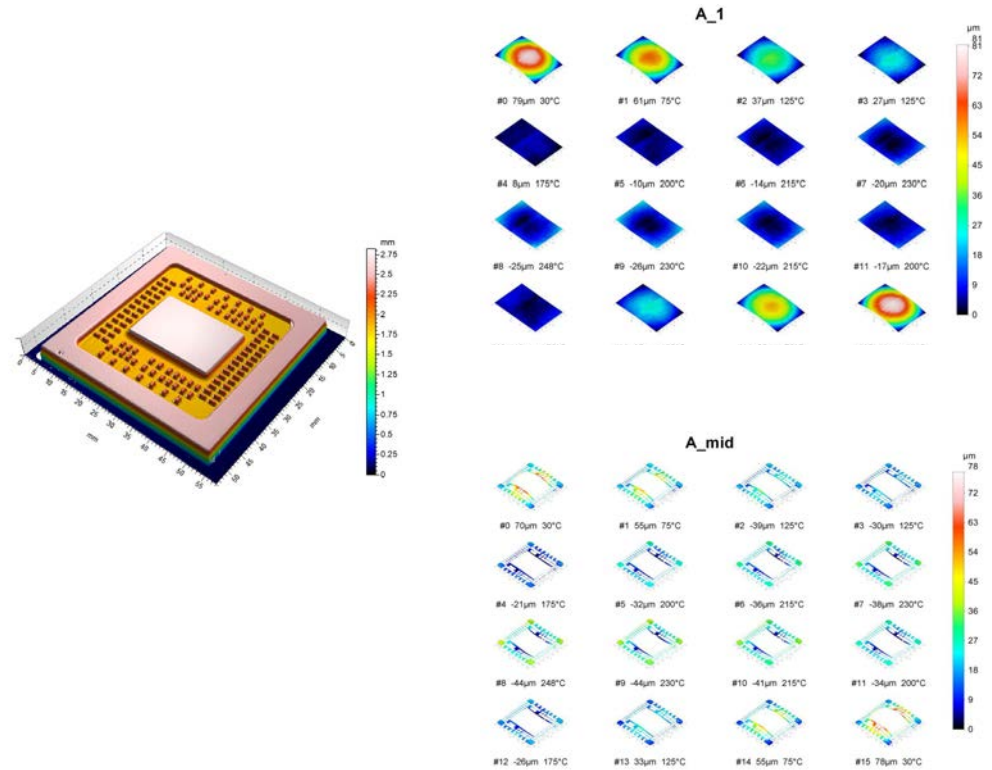 A_1
µm
81
81
72
63
54
45
36
27
18
9
0
#0 79µm 30°C
#1 61µm 75°C
#2 37µm 125°C
#3 27µm 125°C
#4 8µm 175°C
#5 -10µm 200°C
#6 -14µm 215°C
#7 -20µm 230°C
#8 -25µm 248°C
#9 -26µm 230°C
#10 -22µm 215°C
#11 -17µm 200°C
mm
2.75
2.5
2.25
2
1.75
1.5
1.25
1
0.75
0.5
0.25
0
mm
mm
A_mid
µm
78
72
63
54
45
36
27
18
9
0
#0 70µm 30°C
#1 55µm 75°C
#2 -39µm 125°C
#3 -30µm 125°C
#4 -21µm 175°C
#5 -32µm 200°C
#6 -36µm 215°C
#7 -38µm 230°C
#8 -44µm 248°C
#9 -44µm 230°C
#10 -41µm 215°C
#11 -34µm 200°C
#12 -26µm 175°C
#13 33µm 125°C
#14 55µm 75°C
#15 78µm 30°C